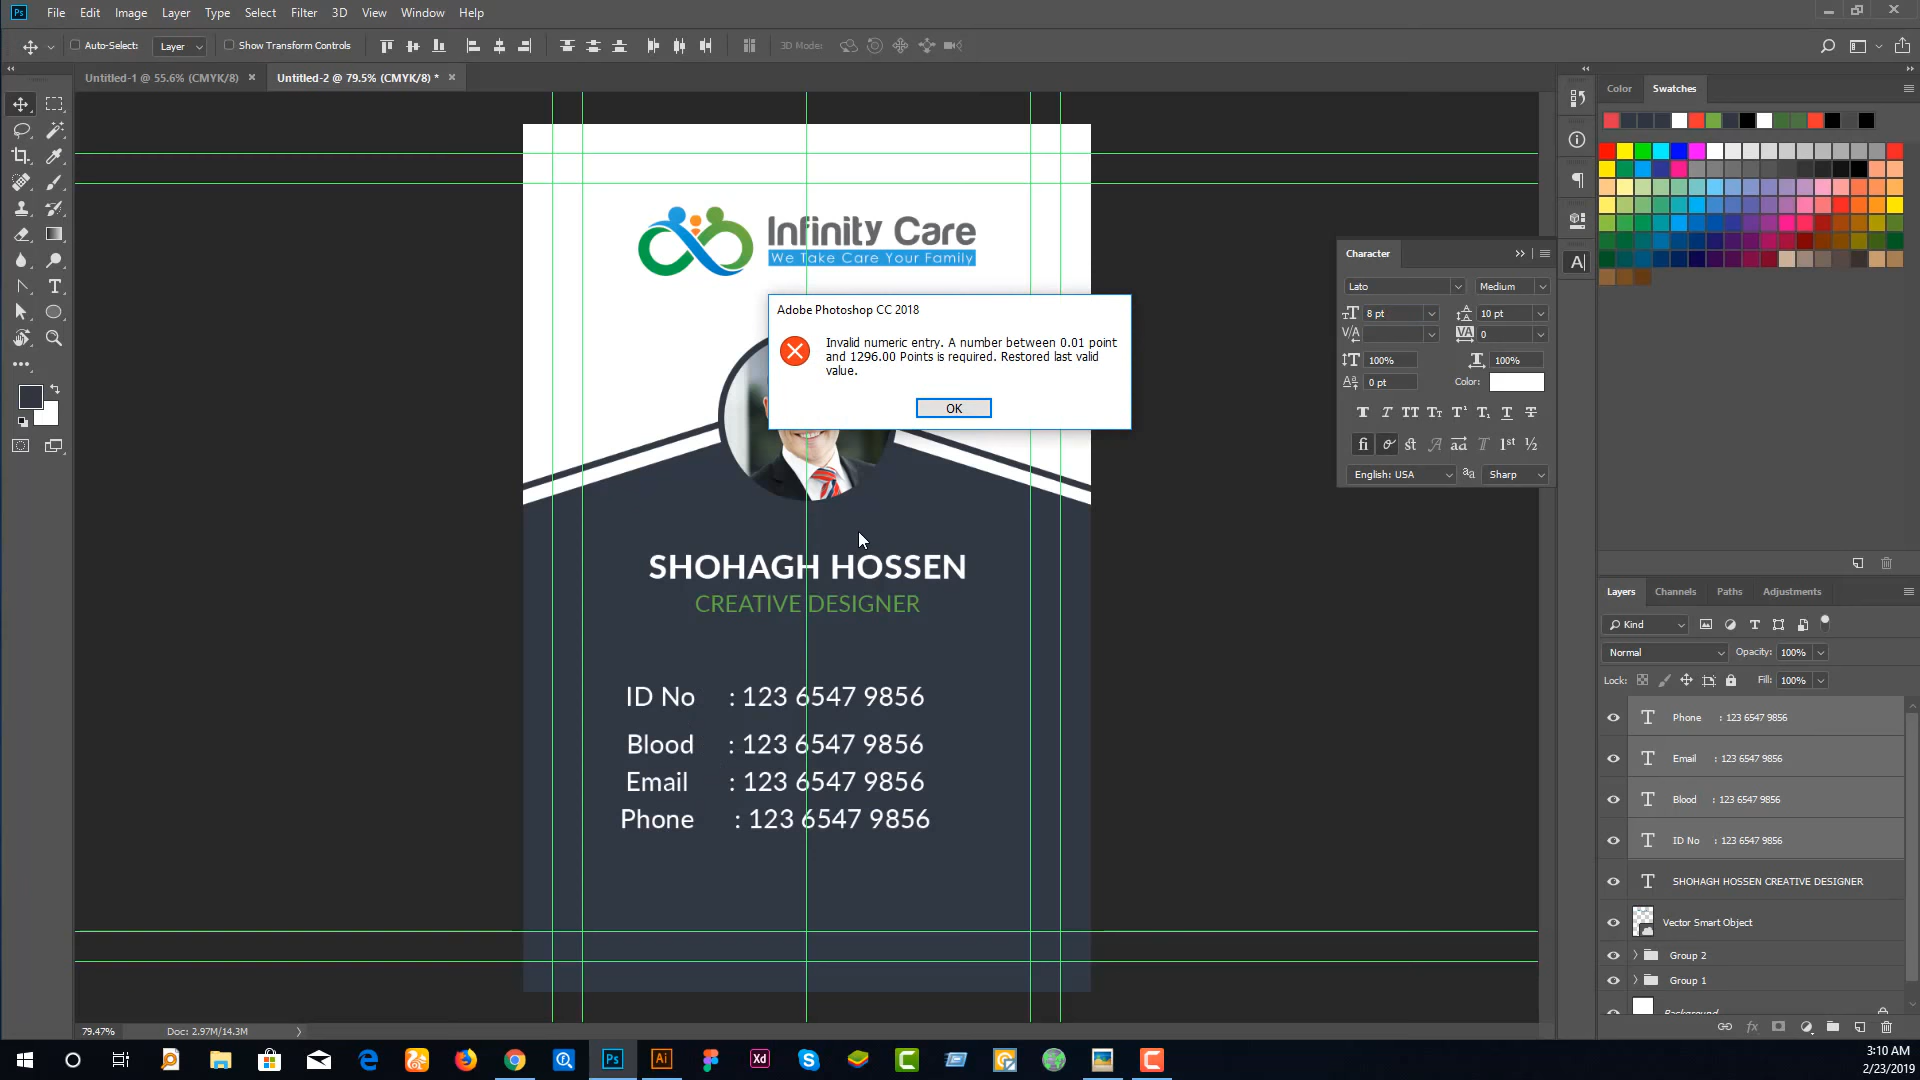 Ps File Edit Image Layer Type Select Filter 3D View Window Help
Auto-Select: Layer Show Transform Controls 3D Mode:
Untitled-1 @ 55.6% (CMYK/8) × Untitled-2 @ 79.5% (CMYK/8) * ×
Infinity Care
We Take Care Your Family
Adobe Photoshop CC 2018
Invalid numeric entry. A number between 0.01 point
and 1296.00 Points is required. Restored last valid
value.
OK
SHOHAGH HOSSEN
CREATIVE DESIGNER
ID No : 123 6547 9856
Blood : 123 6547 9856
Email : 123 6547 9856
Phone : 123 6547 9856
Character
Lato Medium
8 pt 10 pt
0
100% 100%
0 pt Color:
English: USA Sharp
Color Swatches
Layers Channels Paths Adjustments
Kind
Normal Opacity: 100%
Lock: Fill: 100%
Phone : 123 6547 9856
Email : 123 6547 9856
Blood : 123 6547 9856
ID No : 123 6547 9856
SHOHAGH HOSSEN CREATIVE DESIGNER
Vector Smart Object
Group 2
Group 1
Background
79.47% Doc: 2.97M/14.3M
Ps Ai Xd
3:10 AM
2/23/2019